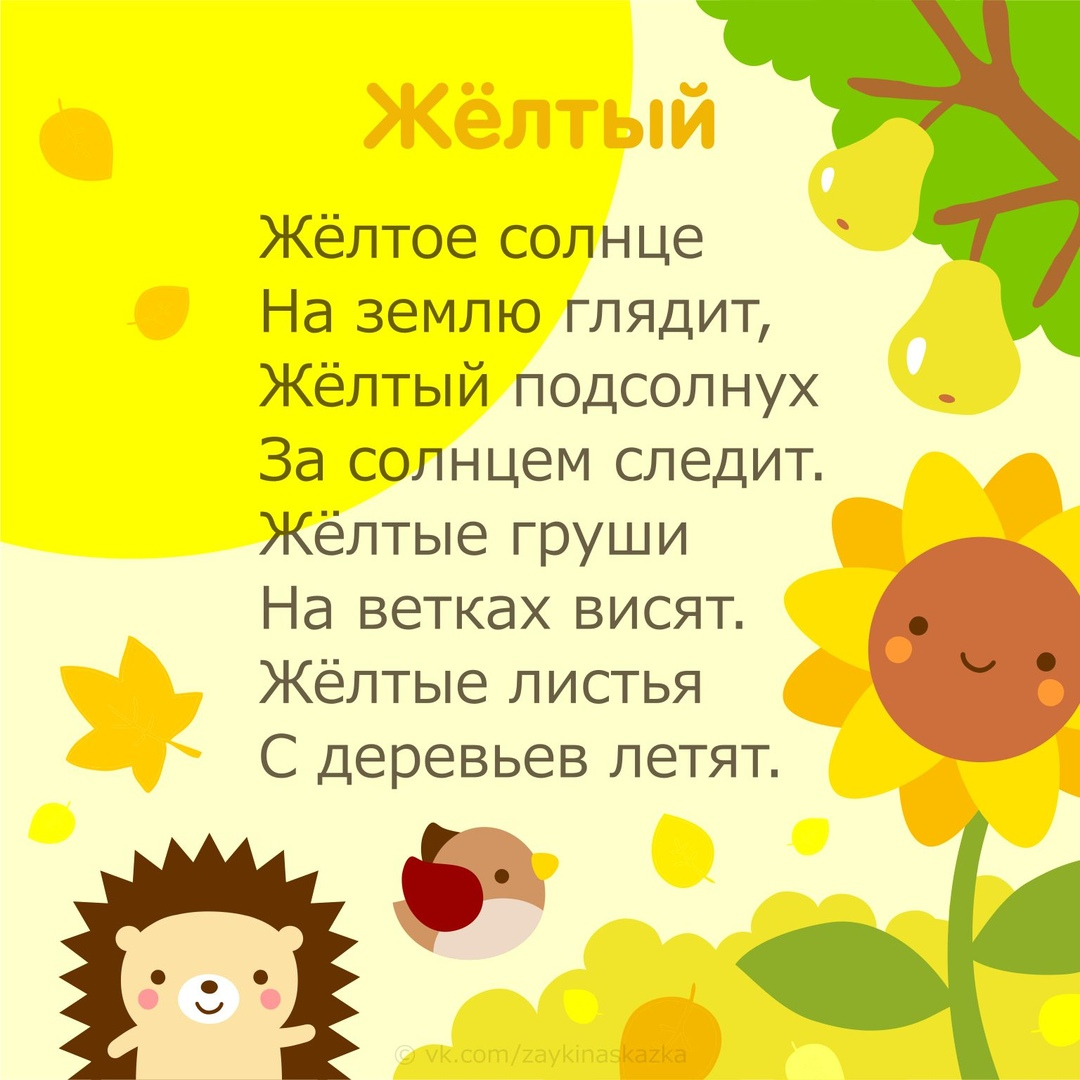 Жёлтый
Жёлтое солнце
На землю глядит,
Жёлтый подсолнух
За солнцем следит.
Жёлтые груши
На ветках висят.
Жёлтые листья
С деревьев летят.
© vk.com/zaykinaskazka